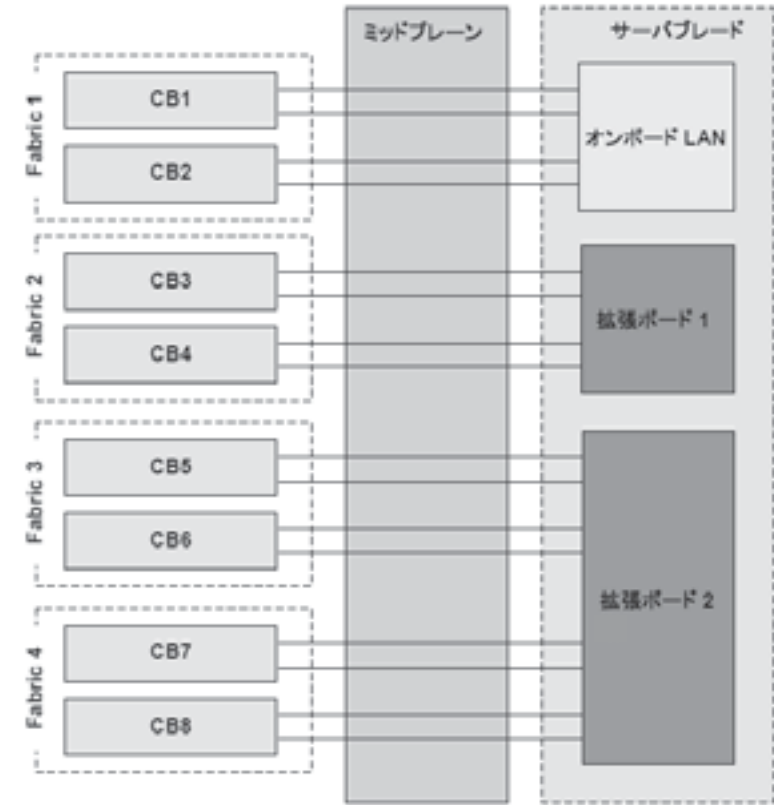 ミッドプレーン
サーバブレード
Fabric 1
CB1
CB2
オンボード LAN
Fabric 2
CB3
CB4
拡張ボード 1
Fabric 3
CB5
CB6
Fabric 4
CB7
CB8
拡張ボード 2